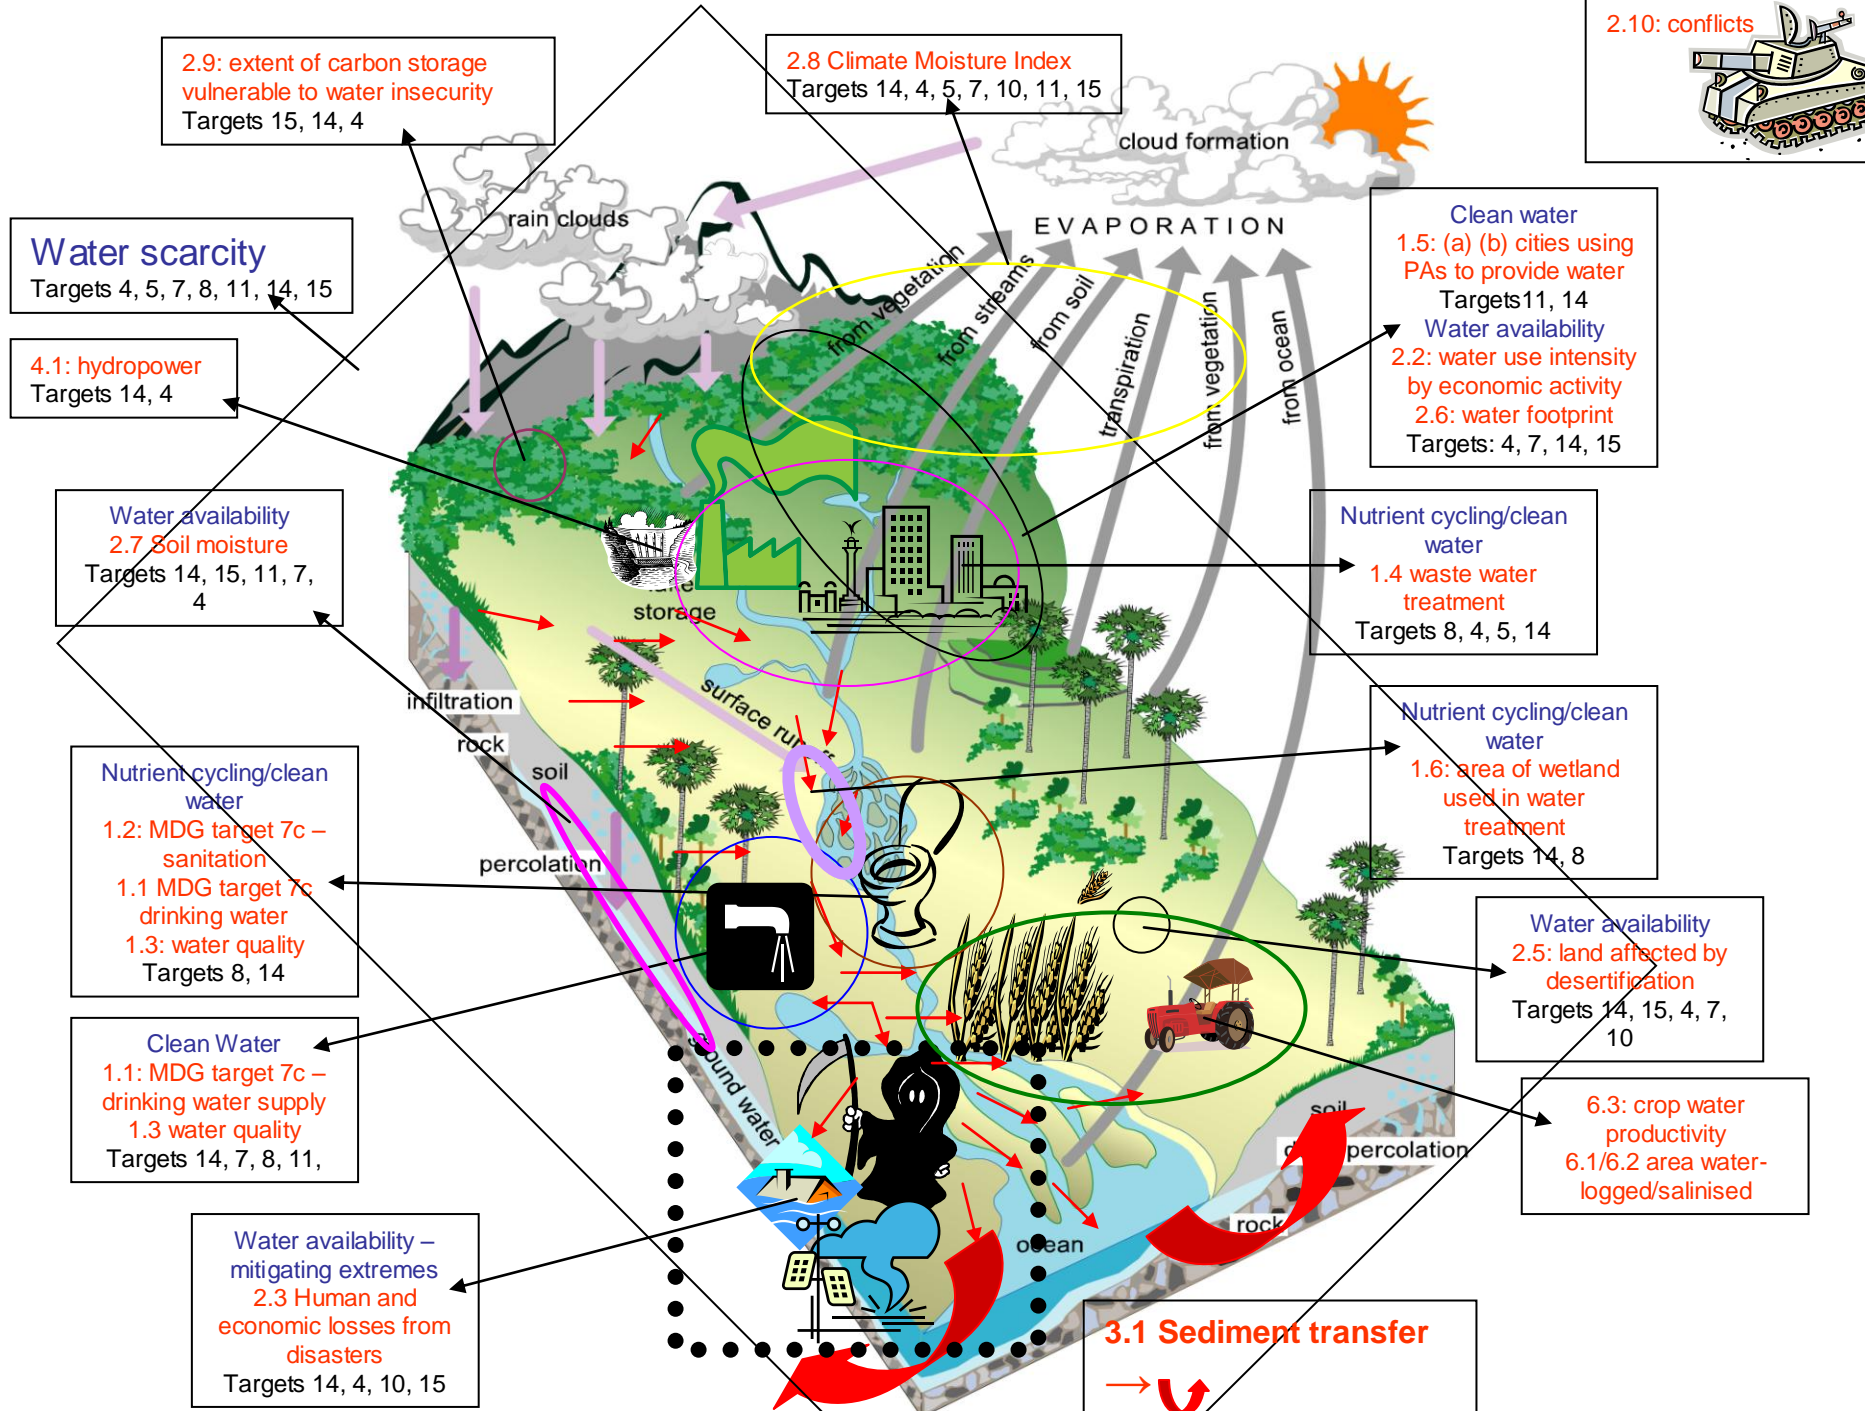 2.9: extent of carbon storage
vulnerable to water insecurity
Targets 15, 14, 4
2.8 Climate Moisture Index
Targets 14, 4, 5, 7, 10, 11, 15
2.10: conflicts
cloud formation
rain clouds
EVAPORATION
Water scarcity
Targets 4, 5, 7, 8, 11, 14, 15
4.1: hydropower
Targets 14, 4
Clean water
1.5: (a) (b) cities using
PAs to provide water
Targets11, 14
Water availability
2.2: water use intensity
by economic activity
2.6: water footprint
Targets: 4, 7, 14, 15
from vegetation
from streams
from soil
transpiration
from vegetation
from ocean
Water availability
2.7 Soil moisture
Targets 14, 15, 11, 7,
4
storage
Nutrient cycling/clean
water
1.4 waste water
treatment
Targets 8, 4, 5, 14
infiltration
rock
soil
percolation
surface
ground water
Nutrient cycling/clean
water
1.6: area of wetland
used in water
treatment
Targets 14, 8
Nutrient cycling/clean
water
1.2: MDG target 7c –
sanitation
1.1 MDG target 7c
drinking water
1.3: water quality
Targets 8, 14
Water availability
2.5: land affected by
desertification
Targets 14, 15, 4, 7,
10
Clean Water
1.1: MDG target 7c –
drinking water supply
1.3 water quality
Targets 14, 7, 8, 11,
6.3: crop water
productivity
6.1/6.2 area water-
logged/salinised
soil
percolation
rock
ocean
Water availability –
mitigating extremes
2.3 Human and
economic losses from
disasters
Targets 14, 4, 10, 15
3.1 Sediment transfer